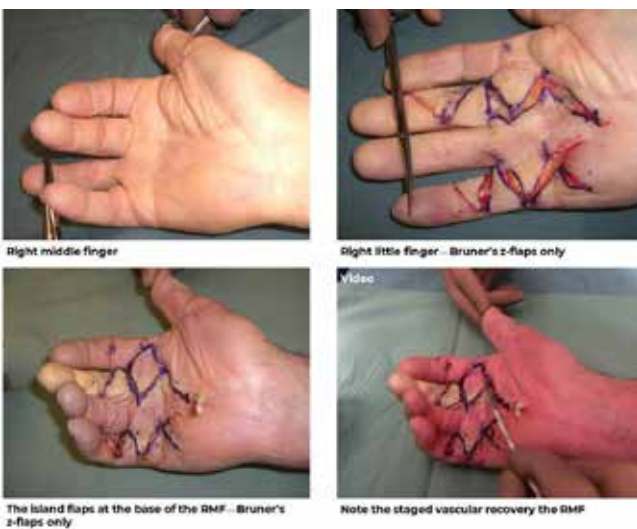 Right middle finger
Right little finger – Bruner's z-flaps only
Video
The island flaps at the base of the RMF – Bruner's
z-flaps only
Note the staged vascular recovery the RMF